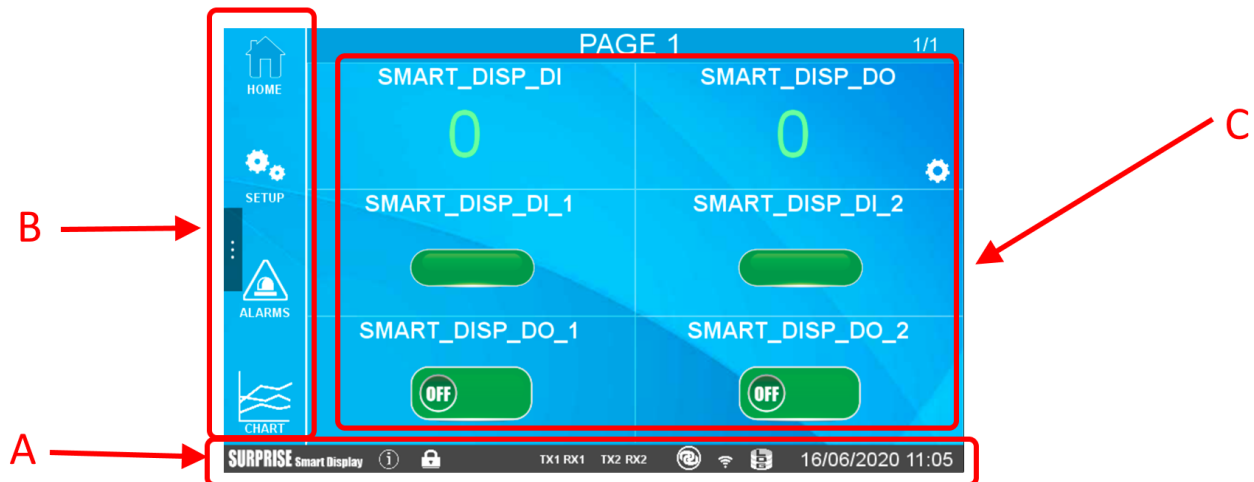 PAGE 1 1/1
HOME
SMART_DISP_DI SMART_DISP_DO
0 0
SETUP
SMART_DISP_DI_1 SMART_DISP_DI_2
ALARMS
SMART_DISP_DO_1 SMART_DISP_DO_2
OFF OFF
CHART
SURPRISE Smart Display i TX1 RX1 TX2 RX2 16/06/2020 11:05
A
B
C